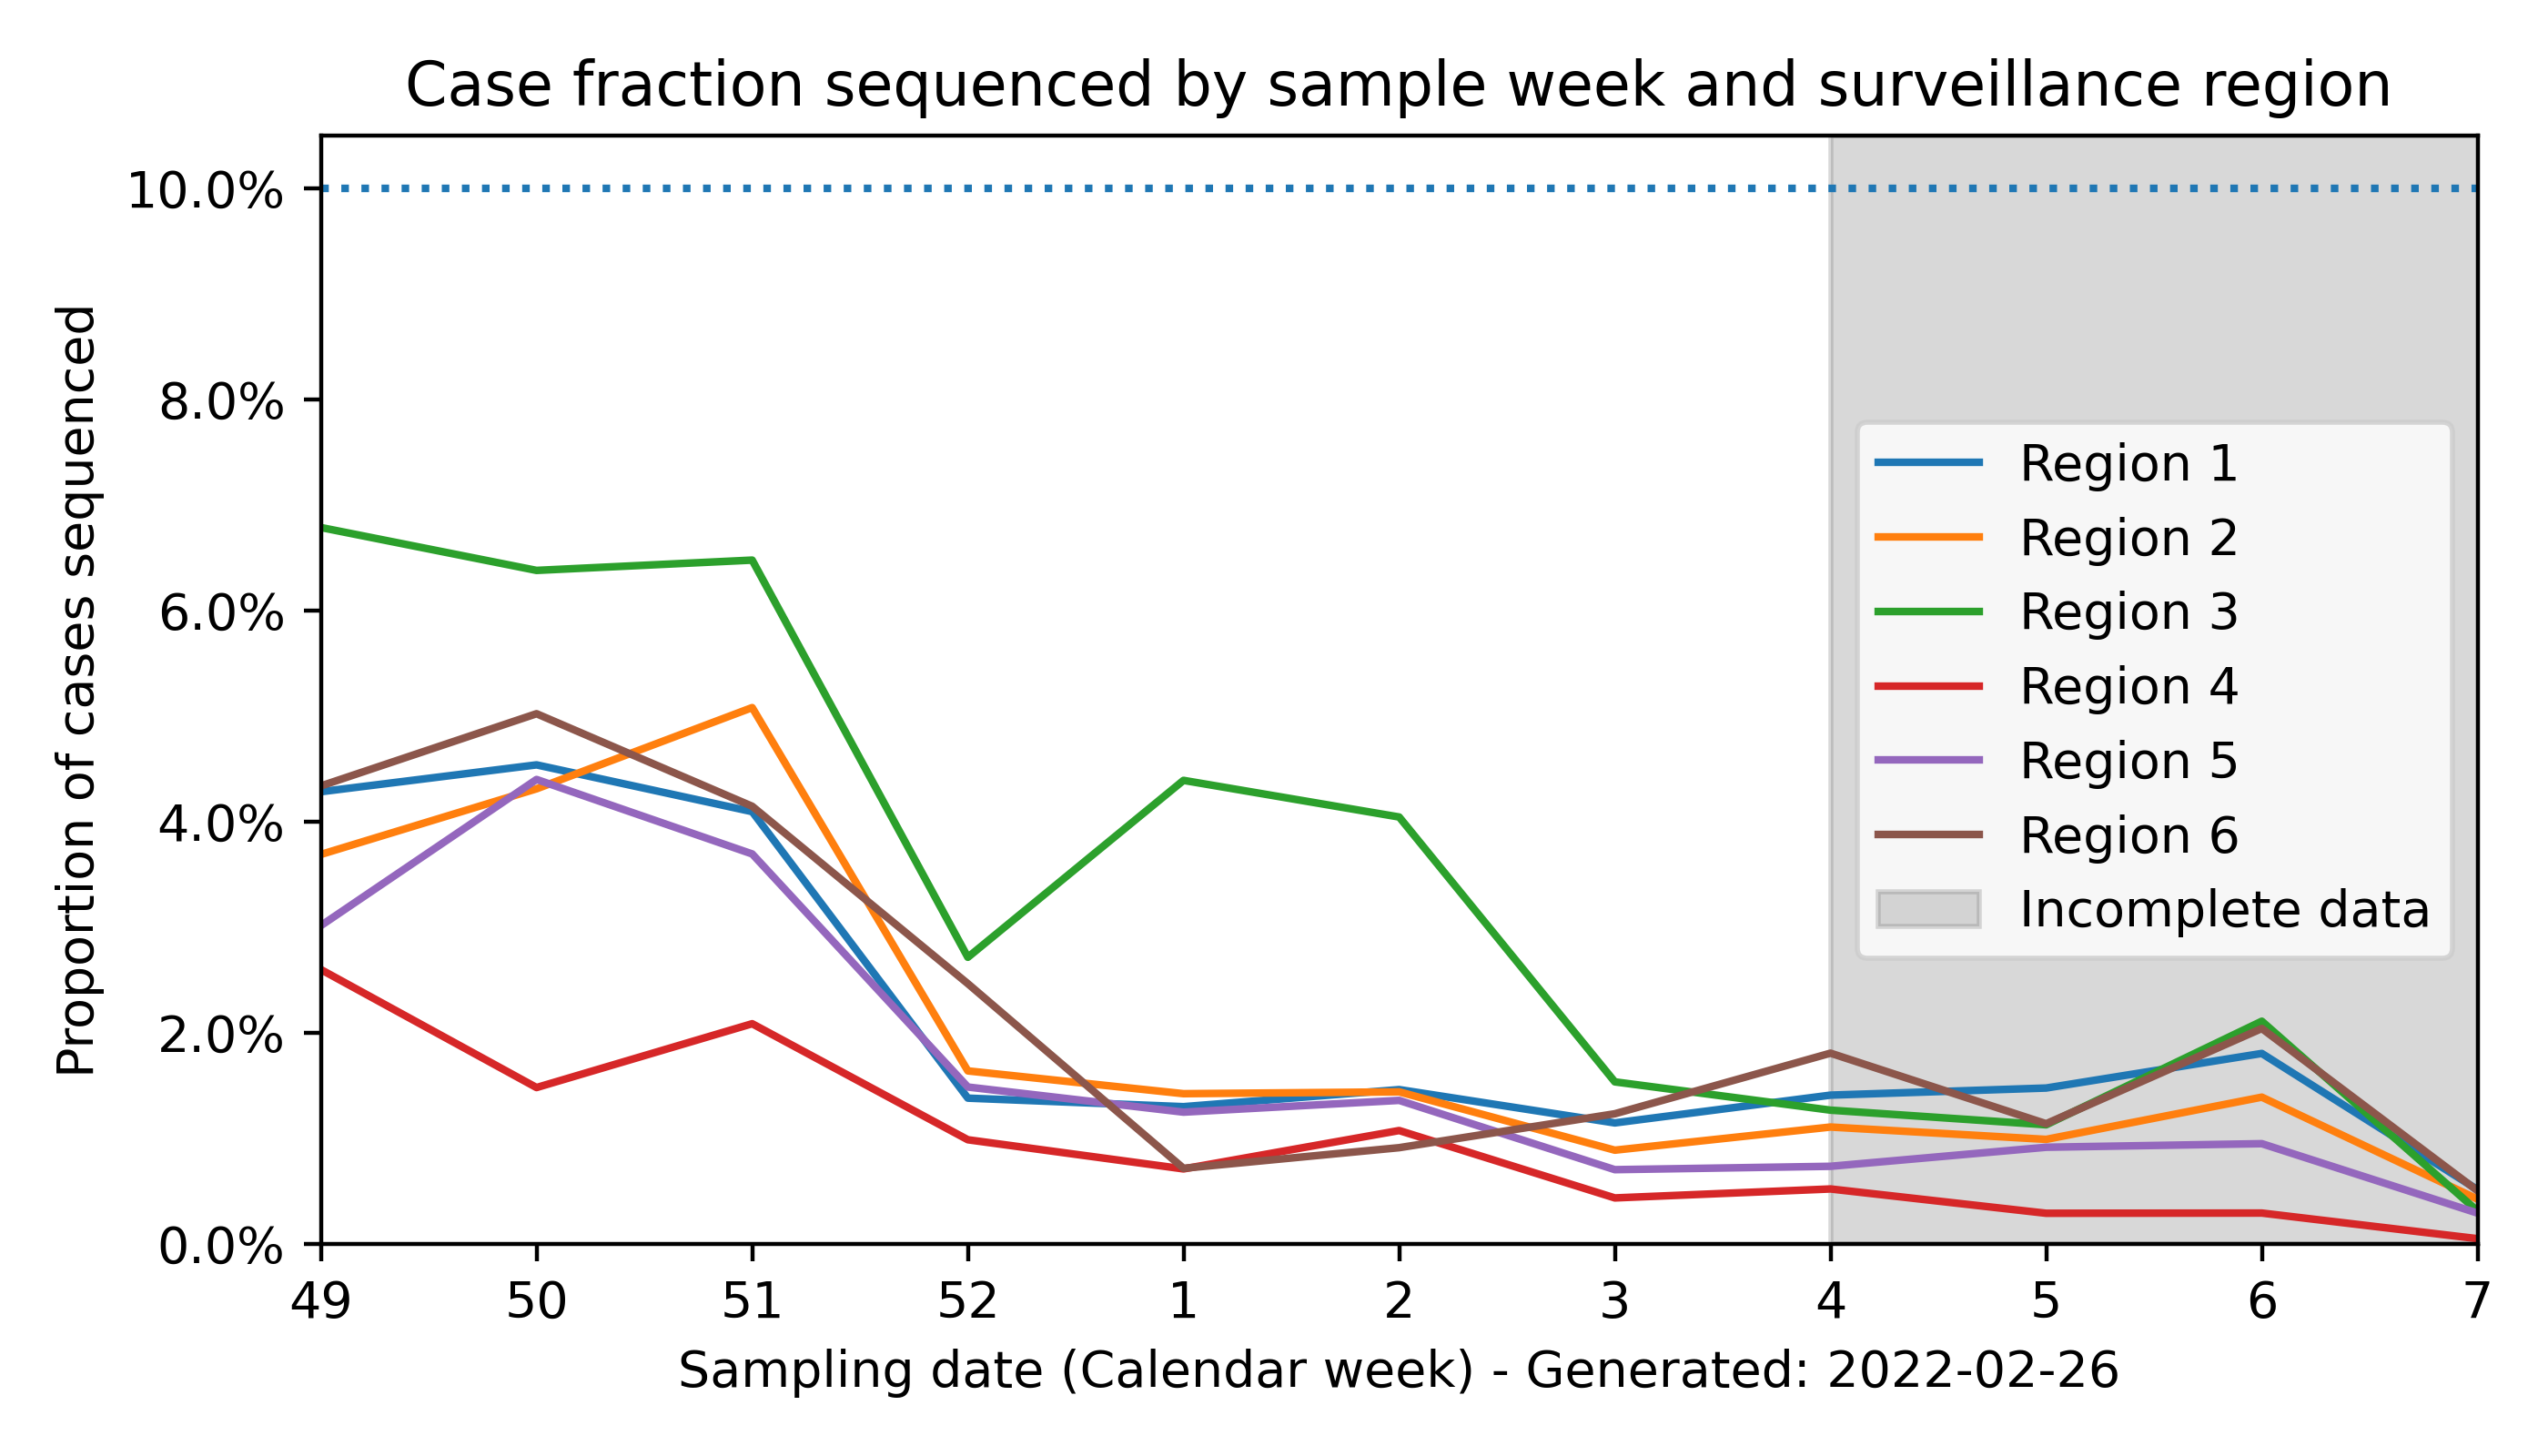 Case fraction sequenced by sample week and surveillance region
Proportion of cases sequenced
10.0%
8.0%
6.0%
4.0%
2.0%
0.0%
Region 1
Region 2
Region 3
Region 4
Region 5
Region 6
Incomplete data
49 50 51 52 1 2 3 4 5 6 7
Sampling date (Calendar week) - Generated: 2022-02-26